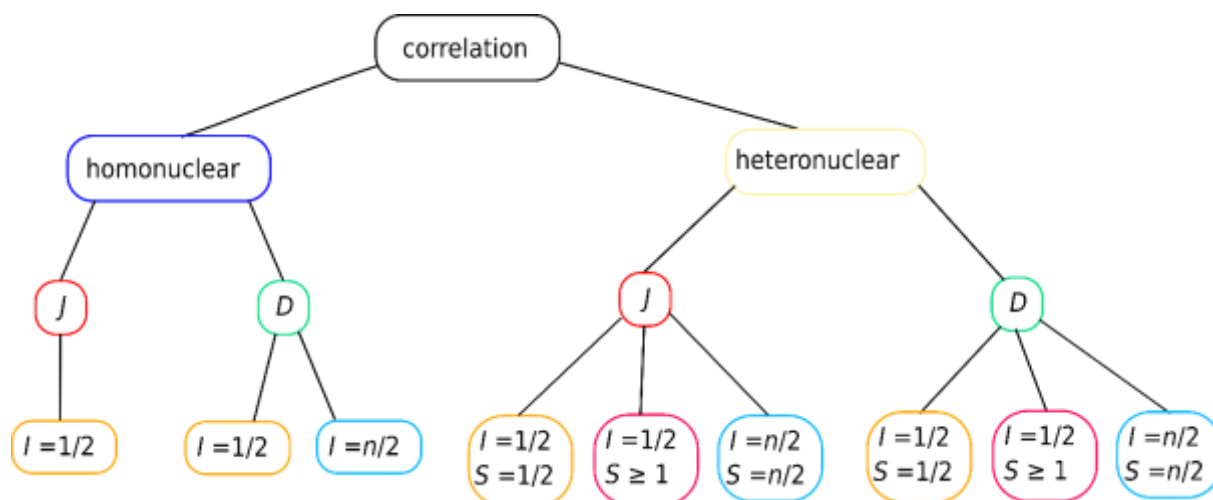 correlation
homonuclear
heteronuclear
J
D
J
D
I =1/2
I =1/2
I =n/2
I =1/2
S =1/2
I =1/2
S ≥ 1
I =n/2
S =n/2
I =1/2
S =1/2
I =1/2
S ≥ 1
I =n/2
S =n/2